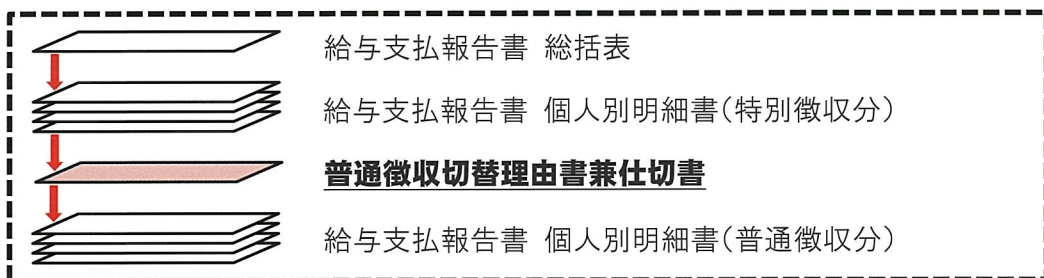 給与支払報告書 総括表
給与支払報告書 個人別明細書(特別徴収分)
普通徴収切替理由書兼仕切書
給与支払報告書 個人別明細書(普通徴収分)